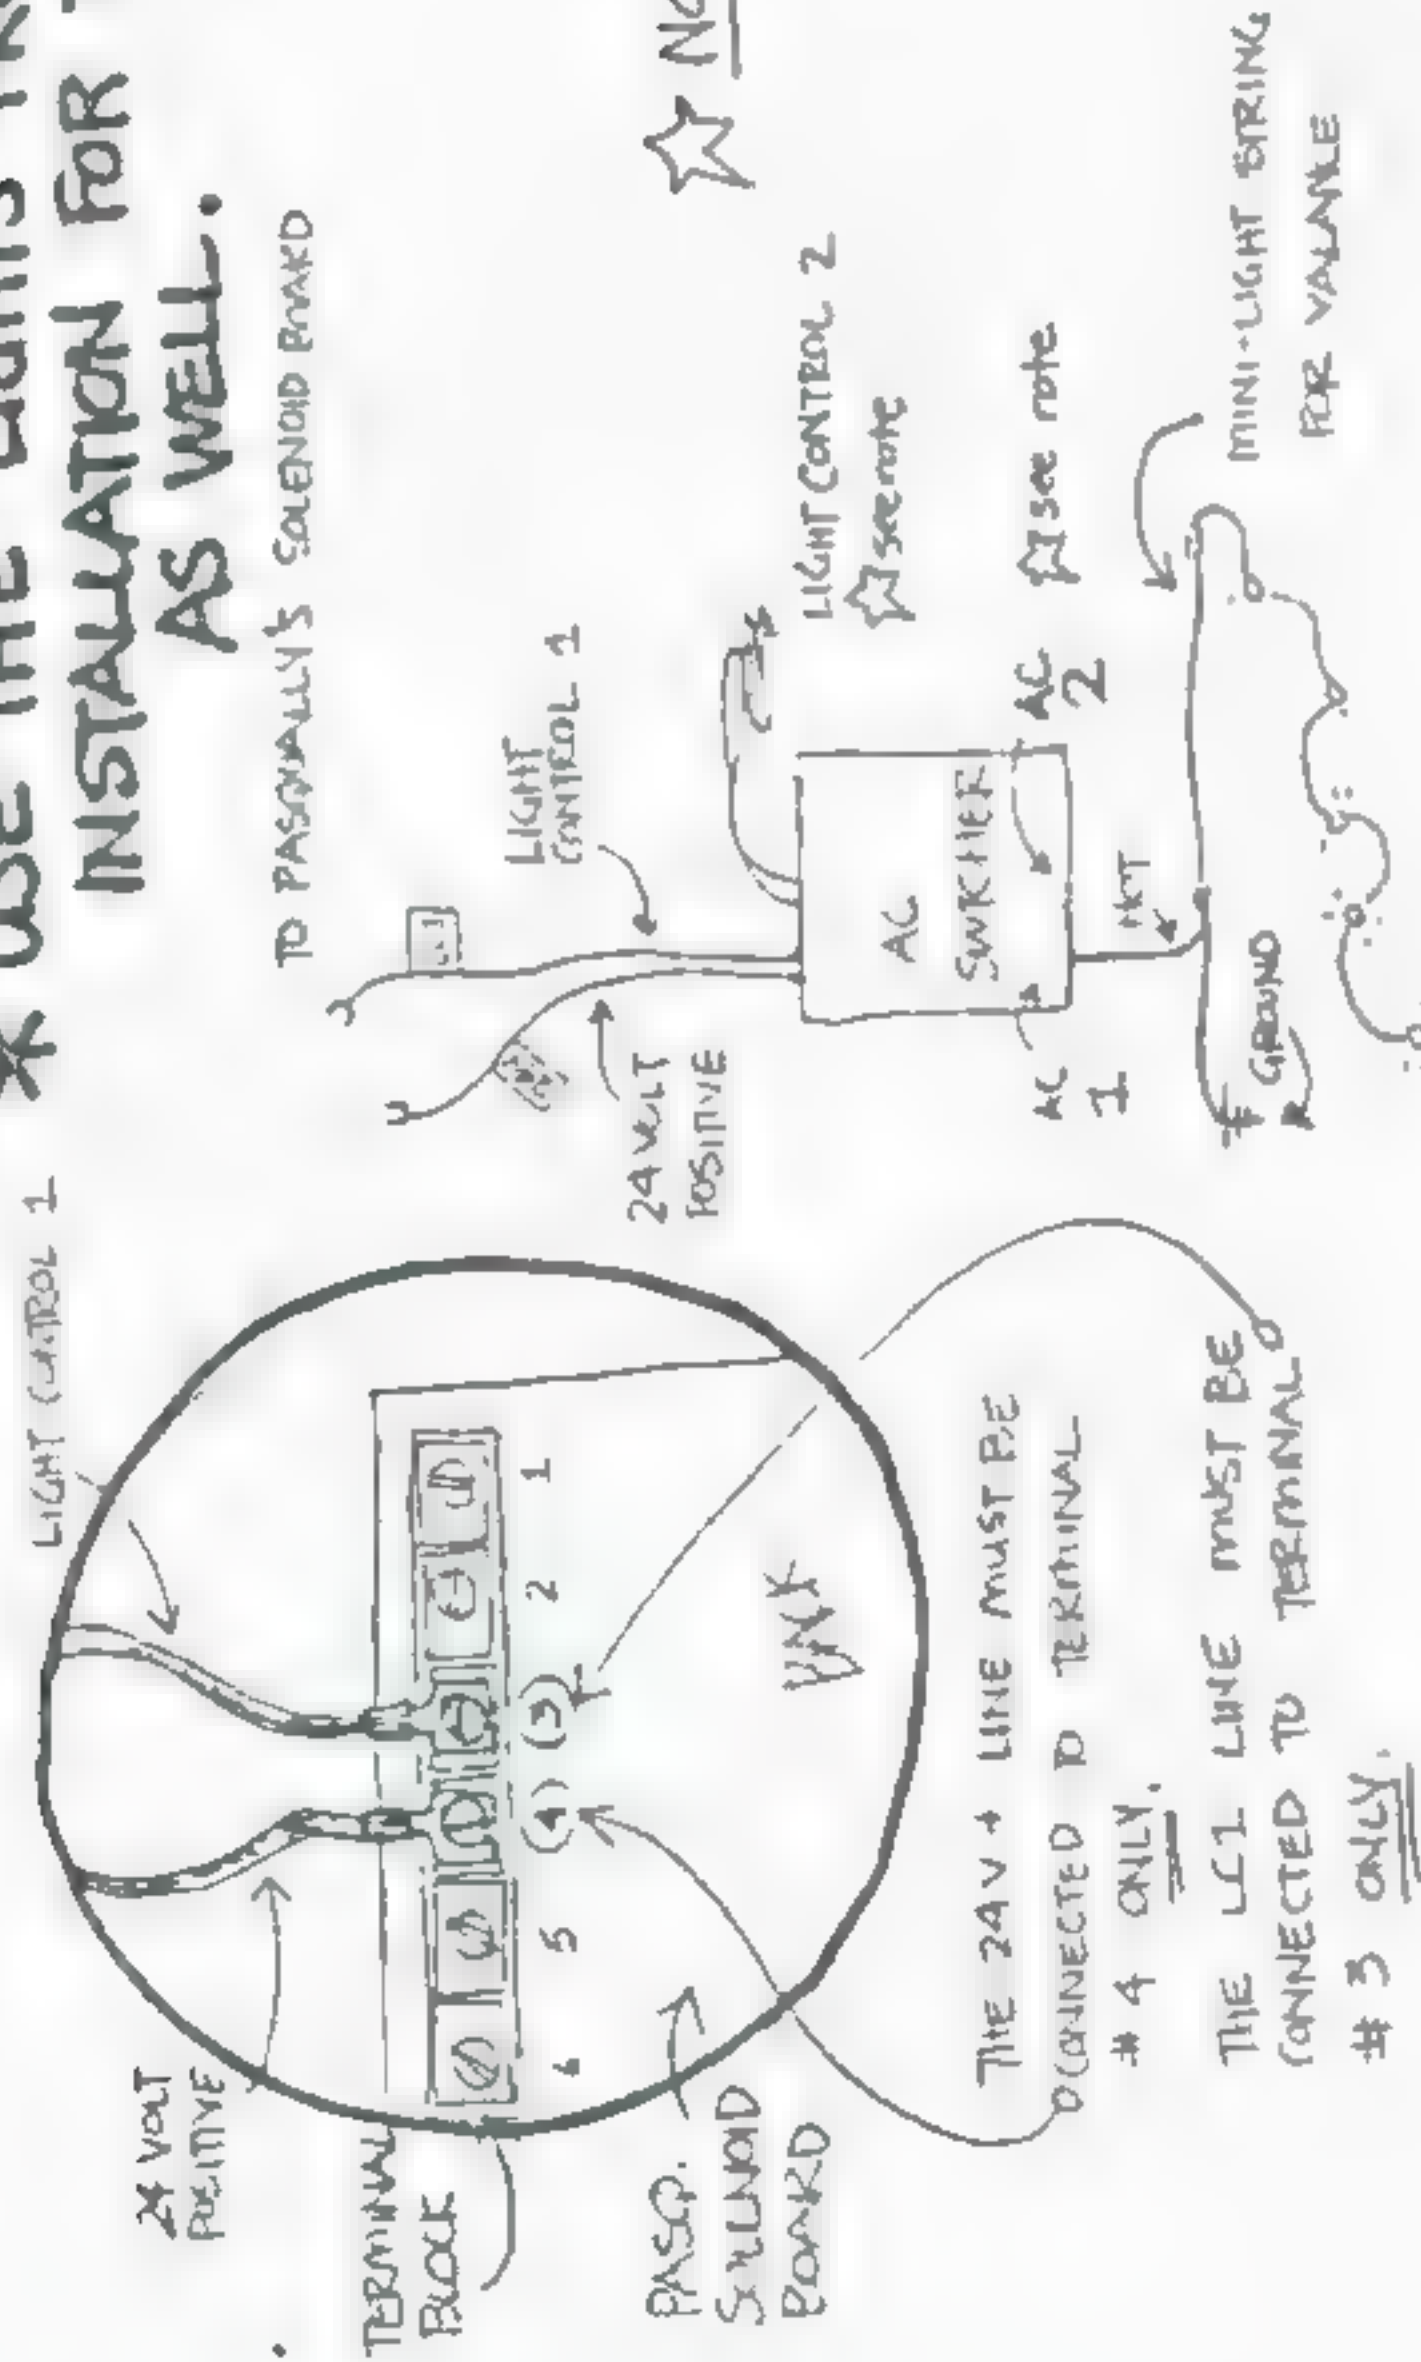 * USE THE LIGHTS
INSTALLATION FOR
AS WELL.
TO PASQUALLY'S SOLENOID BOARD
LIGHT CONTROL 1
24 VOLT
POSITIVE
TERMINAL
BLOCK
PASQ.
SOLENOID
BOARD
6 5 (4) (3) 2 1
BACK
THE 24V + LINE MUST BE
CONNECTED TO TERMINAL
# 4 ONLY.
THE LC1 LINE MUST BE
CONNECTED TO TERMINAL
# 3 ONLY.
LIGHT
CONTROL 1
24 VOLT
POSITIVE
LIGHT CONTROL 2
☆ see note
AC
SWITCHER
AC
1
AC
2
☆ see note
HOT
GROUND
MINI-LIGHT STRING
FOR VALANCE
☆